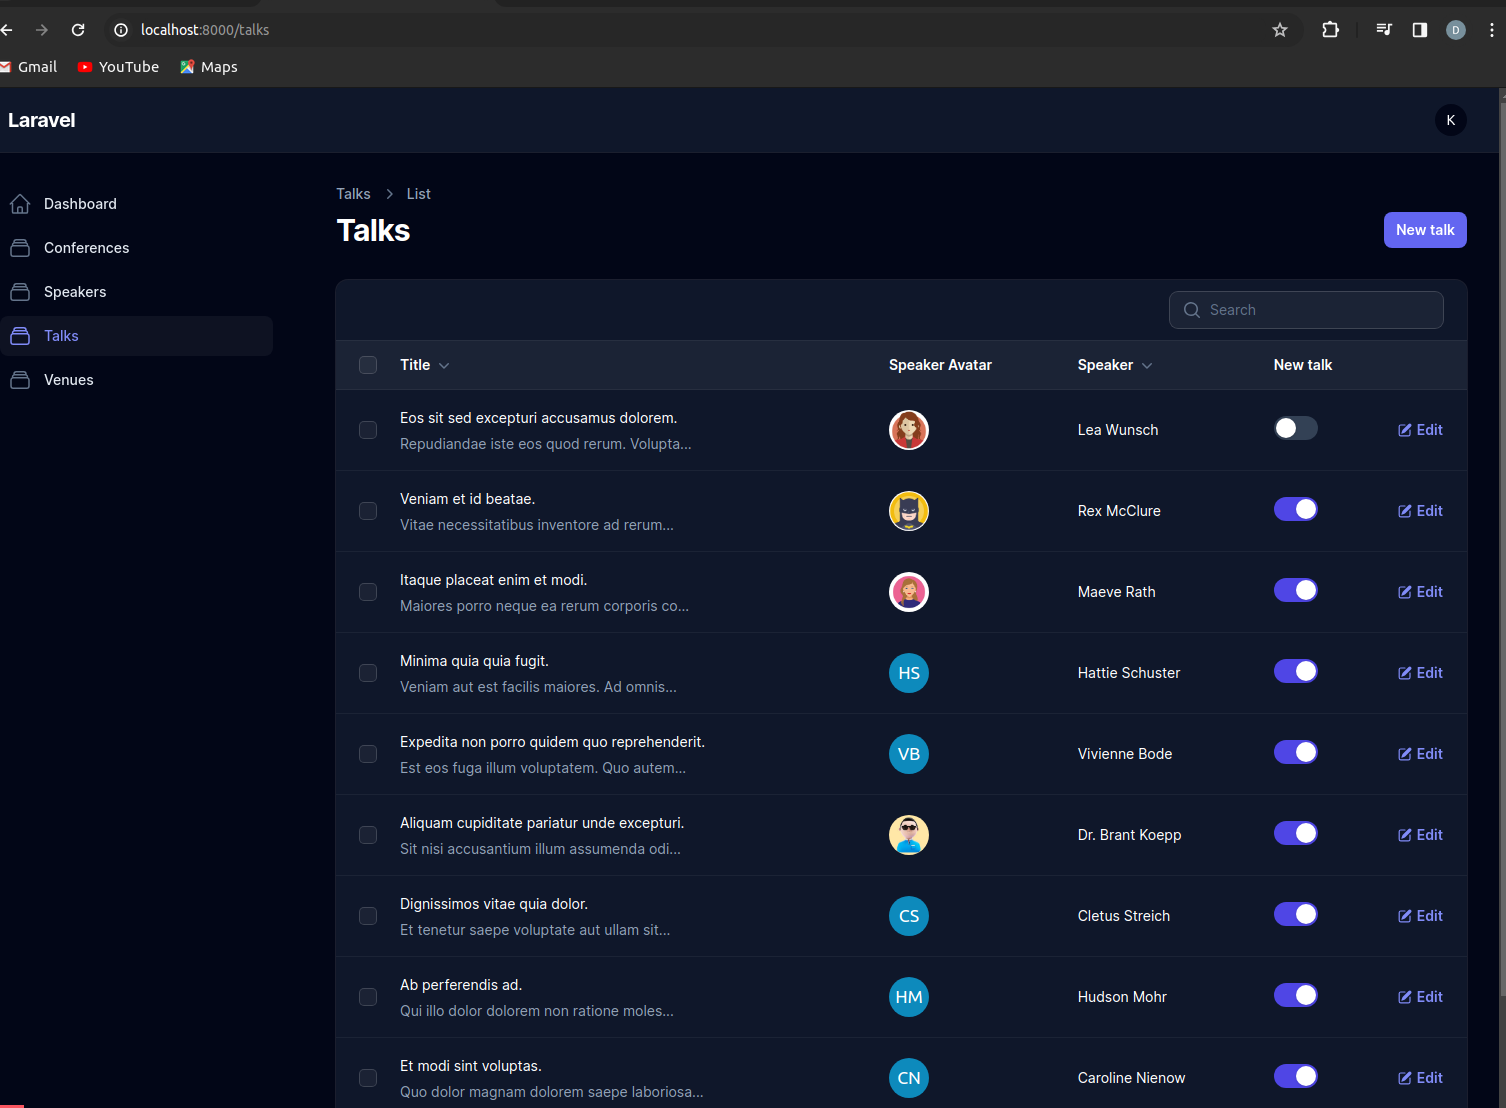 localhost:8000/talks
D
Gmail YouTube Maps
Laravel
K
Dashboard
Conferences
Speakers
Talks
Venues
Talks > List
Talks
New talk
Search
Title Speaker Avatar Speaker New talk
Eos sit sed excepturi accusamus dolorem.
Repudiandae iste eos quod rerum. Volupta...
Lea Wunsch Edit
Veniam et id beatae.
Vitae necessitatibus inventore ad rerum...
Rex McClure Edit
Itaque placeat enim et modi.
Maiores porro neque ea rerum corporis co...
Maeve Rath Edit
Minima quia quia fugit.
Veniam aut est facilis maiores. Ad omnis...
HS Hattie Schuster Edit
Expedita non porro quidem quo reprehenderit.
Est eos fuga illum voluptatem. Quo autem...
VB Vivienne Bode Edit
Aliquam cupiditate pariatur unde excepturi.
Sit nisi accusantium illum assumenda odi...
Dr. Brant Koepp Edit
Dignissimos vitae quia dolor.
Et tenetur saepe voluptate aut ullam sit...
CS Cletus Streich Edit
Ab perferendis ad.
Qui illo dolor dolorem non ratione moles...
HM Hudson Mohr Edit
Et modi sint voluptas.
Quo dolor magnam dolorem saepe laboriosa...
CN Caroline Nienow Edit